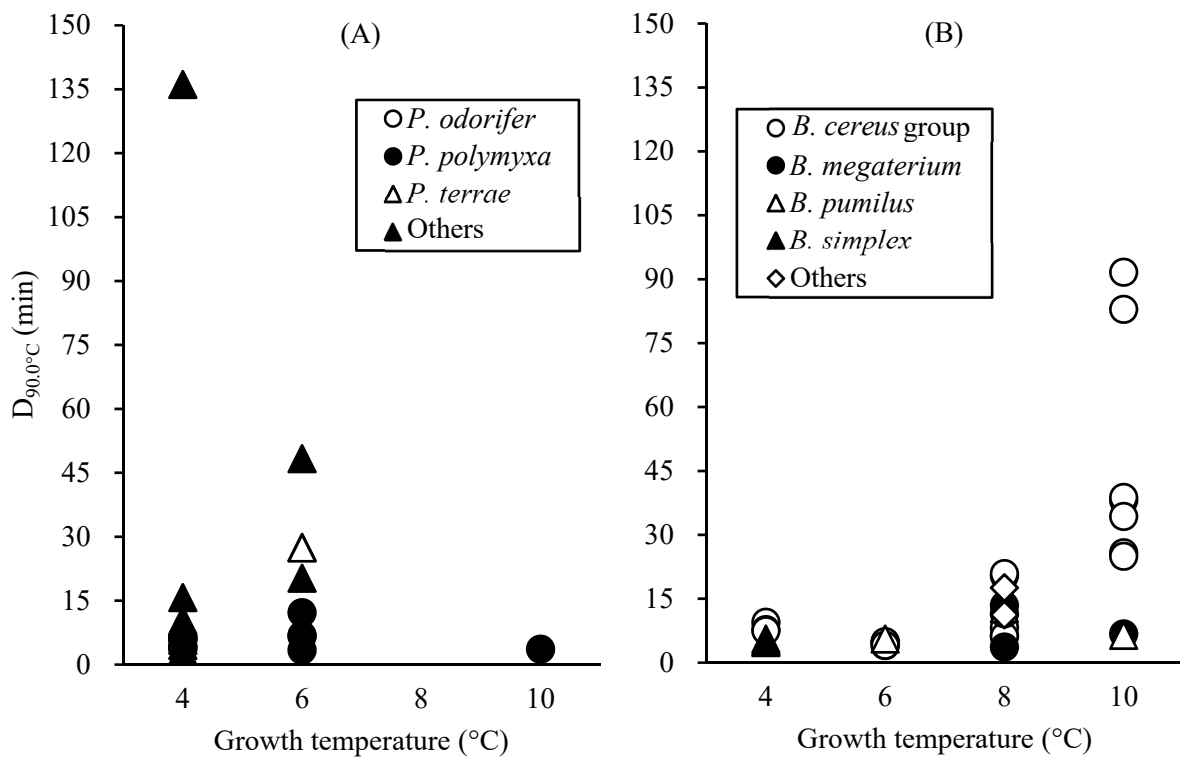 (A)
P. odorifer
P. polymyxa
P. terrae
Others
150
135
120
105
90
75
60
45
30
15
0
4 6 8 10
Growth temperature (°C)
D90.0°C (min)
(B)
B. cereus group
B. megaterium
B. pumilus
B. simplex
Others
150
135
120
105
90
75
60
45
30
15
0
4 6 8 10
Growth temperature (°C)